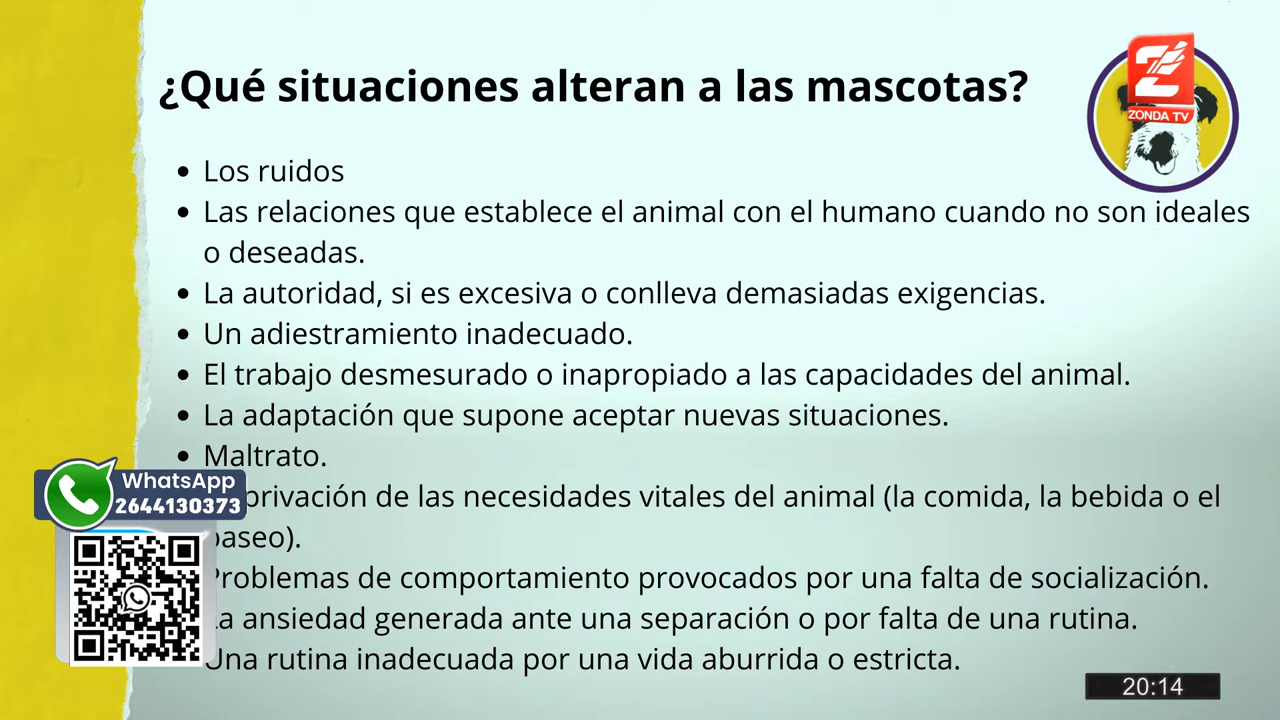 ¿Qué situaciones alteran a las mascotas?
ZONDA TV
Los ruidos
Las relaciones que establece el animal con el humano cuando no son ideales
o deseadas.
La autoridad, si es excesiva o conlleva demasiadas exigencias.
Un adiestramiento inadecuado.
El trabajo desmesurado o inapropiado a las capacidades del animal.
La adaptación que supone aceptar nuevas situaciones.
Maltrato.
de las necesidades vitales del animal (la comida, la bebida o el
paseo).
Problemas de comportamiento provocados por una falta de socialización.
La ansiedad generada ante una separación o por falta de una rutina.
Una rutina inadecuada por una vida aburrida o estricta.
WhatsApp
2644130373
20:14